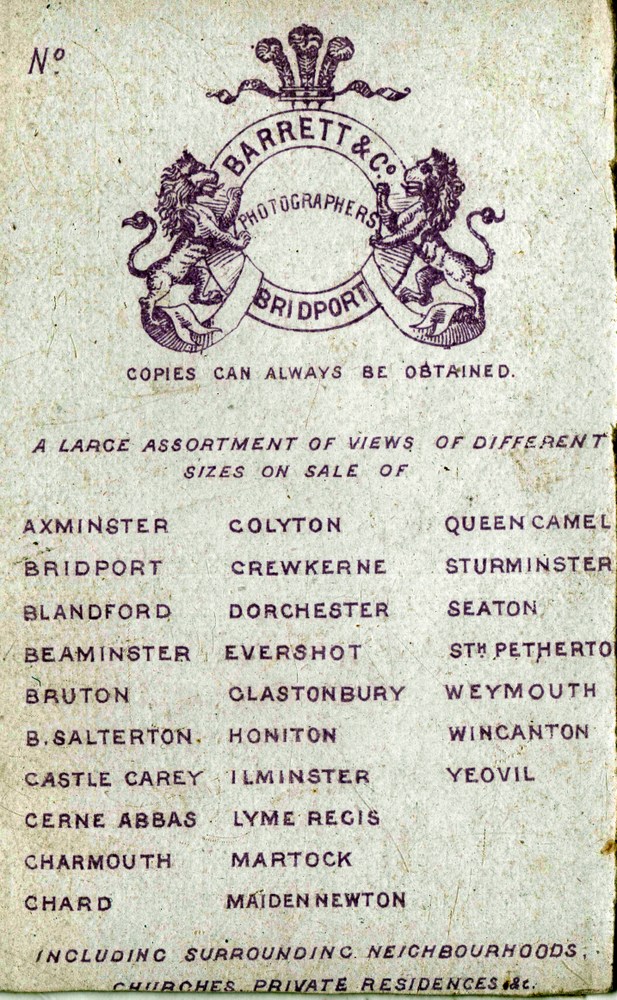 Nº
BARRETT & Cº
PHOTOGRAPHERS
BRIDPORT
COPIES CAN ALWAYS BE OBTAINED.
A LARGE ASSORTMENT OF VIEWS OF DIFFERENT
SIZES ON SALE OF
AXMINSTER
BRIDPORT
BLANDFORD
BEAMINSTER
BRUTON
B. SALTERTON
CASTLE CAREY
CERNE ABBAS
CHARMOUTH
CHARD
COLYTON
CREWKERNE
DORCHESTER
EVERSHOT
GLASTONBURY
HONITON
ILMINSTER
LYME REGIS
MARTOCK
MAIDEN NEWTON
QUEEN CAMEL
STURMINSTER
SEATON
STH PETHERTO
WEYMOUTH
WINCANTON
YEOVIL
INCLUDING SURROUNDING NEIGHBOURHOODS,
CHURCHES, PRIVATE RESIDENCES &c.